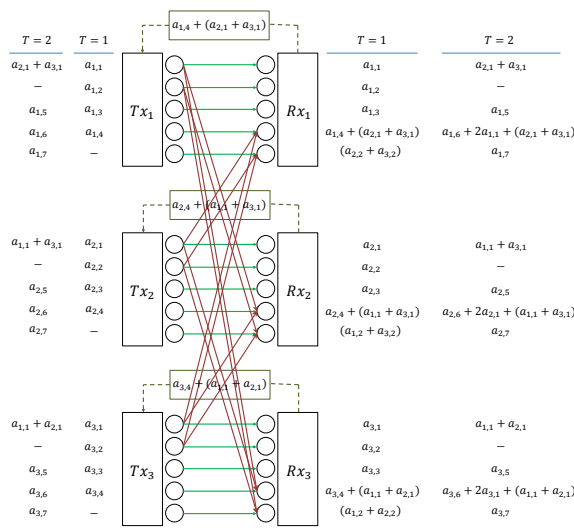 a_{1,4} + (a_{2,1} + a_{3,1})
T = 2 T = 1 T = 1 T = 2
a_{2,1} + a_{3,1} a_{1,1} a_{1,1} a_{2,1} + a_{3,1}
− a_{1,2} a_{1,2} −
a_{1,5} a_{1,3} Tx_1 Rx_1 a_{1,3} a_{1,5}
a_{1,6} a_{1,4} a_{1,4} + (a_{2,1} + a_{3,1}) a_{1,6} + 2a_{1,1} + (a_{2,1} + a_{3,1})
a_{1,7} − (a_{2,2} + a_{3,2}) a_{1,7}
a_{2,4} + (a_{1,1} + a_{3,1})
a_{1,1} + a_{3,1} a_{2,1} a_{2,1} a_{1,1} + a_{3,1}
− a_{2,2} a_{2,2} −
a_{2,5} a_{2,3} Tx_2 Rx_2 a_{2,3} a_{2,5}
a_{2,6} a_{2,4} a_{2,4} + (a_{1,1} + a_{3,1}) a_{2,6} + 2a_{2,1} + (a_{1,1} + a_{3,1})
a_{2,7} − (a_{1,2} + a_{3,2}) a_{2,7}
a_{3,4} + (a_{1,1} + a_{2,1})
a_{1,1} + a_{2,1} a_{3,1} a_{3,1} a_{1,1} + a_{2,1}
− a_{3,2} a_{3,2} −
a_{3,5} a_{3,3} Tx_3 Rx_3 a_{3,3} a_{3,5}
a_{3,6} a_{3,4} a_{3,4} + (a_{1,1} + a_{2,1}) a_{3,6} + 2a_{3,1} + (a_{1,1} + a_{2,1})
a_{3,7} − (a_{1,2} + a_{2,2}) a_{3,7}